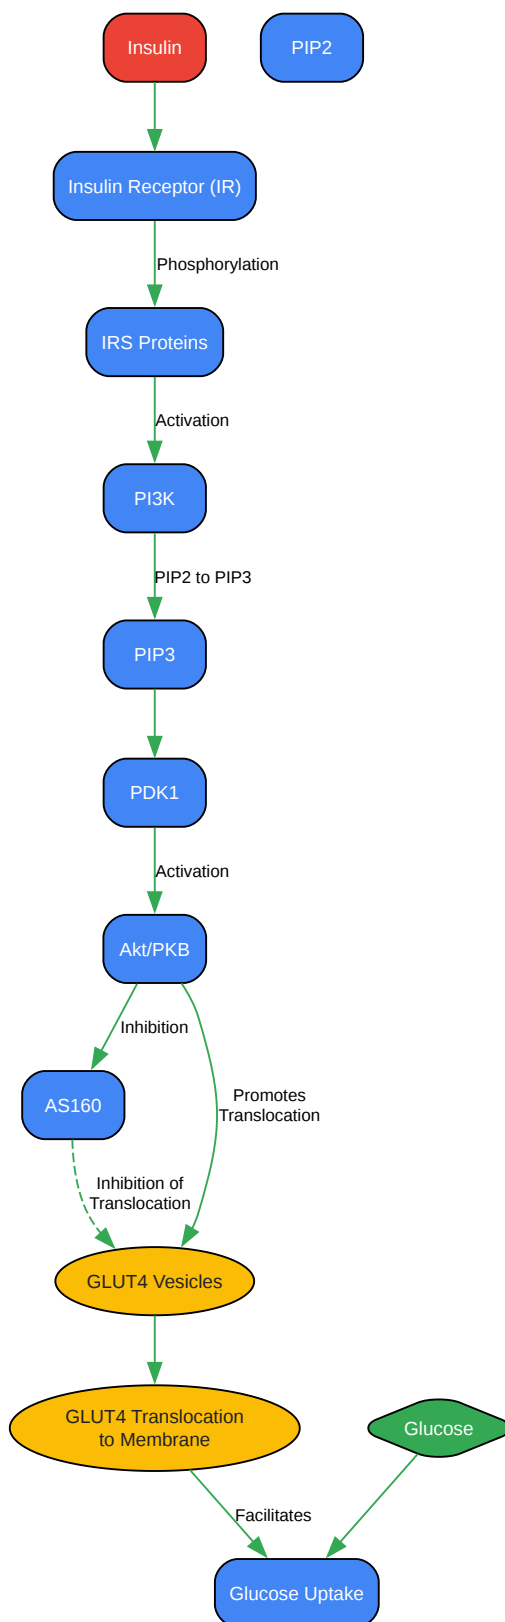 Insulin
PIP2
Insulin Receptor (IR)
Phosphorylation
IRS Proteins
Activation
PI3K
PIP2 to PIP3
PIP3
PDK1
Activation
Akt/PKB
Inhibition
AS160
Promotes
Translocation
Inhibition of
Translocation
GLUT4 Vesicles
GLUT4 Translocation
to Membrane
Glucose
Facilitates
Glucose Uptake